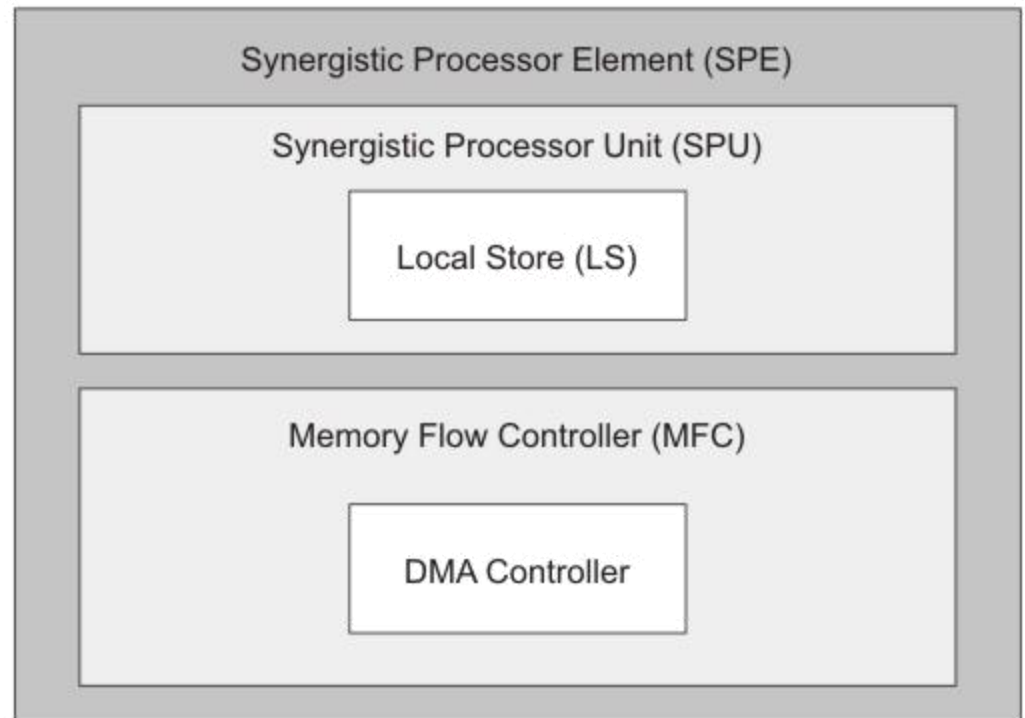 Synergistic Processor Element (SPE)
Synergistic Processor Unit (SPU)
Local Store (LS)
Memory Flow Controller (MFC)
DMA Controller